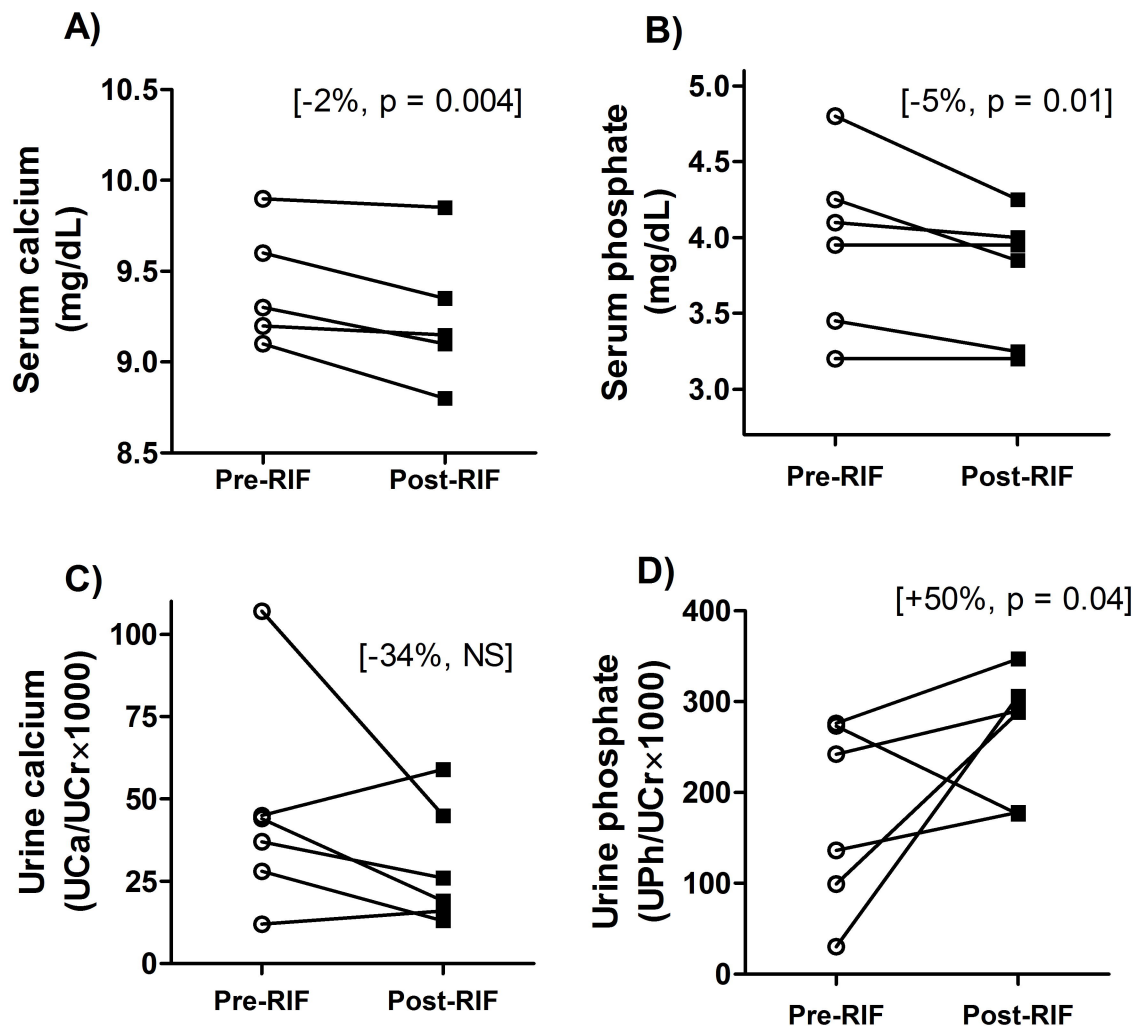 A)
Serum calcium
(mg/dL)
[-2%, p = 0.004]
10.5
10.0
9.5
9.0
8.5
Pre-RIF Post-RIF
B)
Serum phosphate
(mg/dL)
[-5%, p = 0.01]
5.0
4.5
4.0
3.5
3.0
Pre-RIF Post-RIF
C)
Urine calcium
(UCa/UCr×1000)
[-34%, NS]
100
75
50
25
0
Pre-RIF Post-RIF
D)
Urine phosphate
(UPh/UCr×1000)
[+50%, p = 0.04]
400
300
200
100
0
Pre-RIF Post-RIF